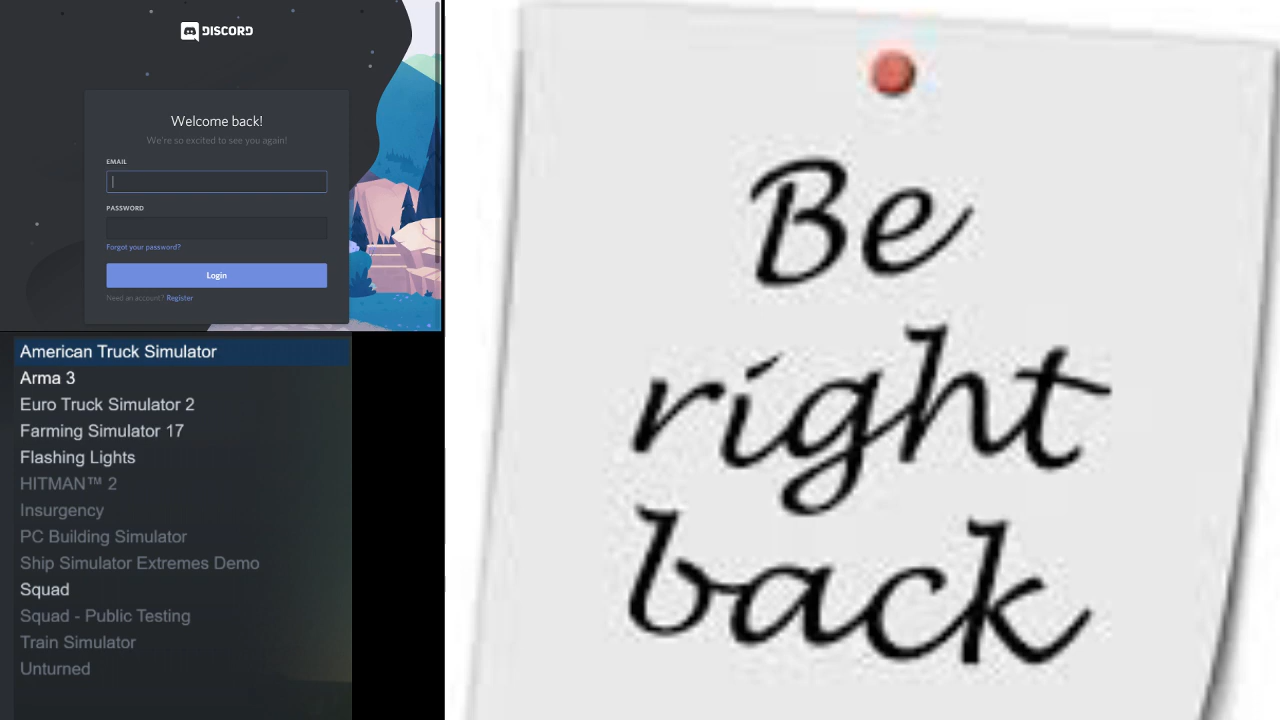 DISCORD
Welcome back!
We're so excited to see you again!
EMAIL
PASSWORD
Forgot your password?
Login
Need an account? Register
American Truck Simulator
Arma 3
Euro Truck Simulator 2
Farming Simulator 17
Flashing Lights
HITMAN™ 2
Insurgency
PC Building Simulator
Ship Simulator Extremes Demo
Squad
Squad - Public Testing
Train Simulator
Unturned
Be
right
back